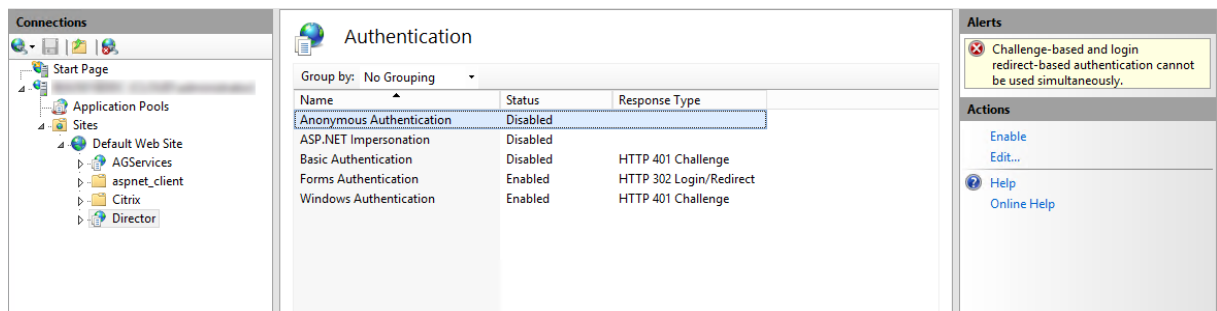 Connections
Start Page
Application Pools
Sites
Default Web Site
AGServices
aspnet_client
Citrix
Director
Authentication
Group by: No Grouping
Name Status Response Type
Anonymous Authentication Disabled
ASP.NET Impersonation Disabled
Basic Authentication Disabled HTTP 401 Challenge
Forms Authentication Enabled HTTP 302 Login/Redirect
Windows Authentication Enabled HTTP 401 Challenge
Alerts
Challenge-based and login
redirect-based authentication cannot
be used simultaneously.
Actions
Enable
Edit...
Help
Online Help